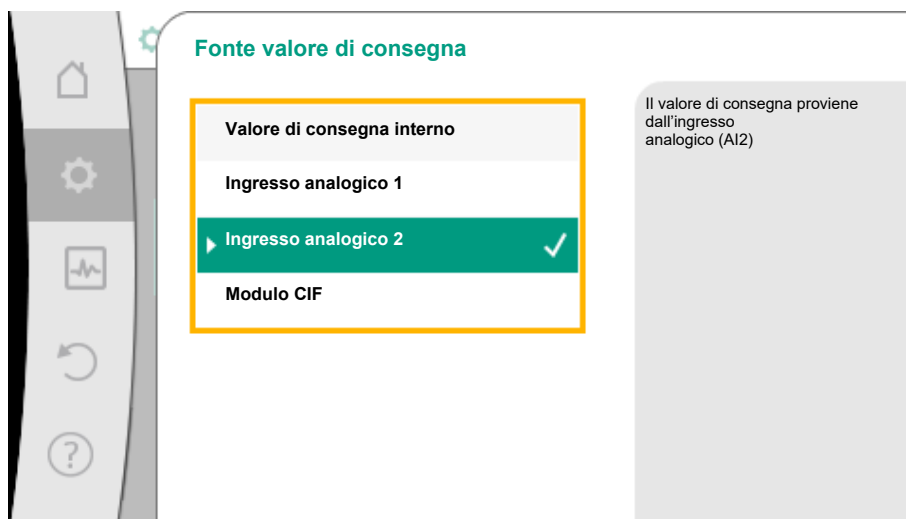 Fonte valore di consegna
Valore di consegna interno
Ingresso analogico 1
Ingresso analogico 2
Modulo CIF
Il valore di consegna proviene
dall'ingresso
analogico (AI2)
?